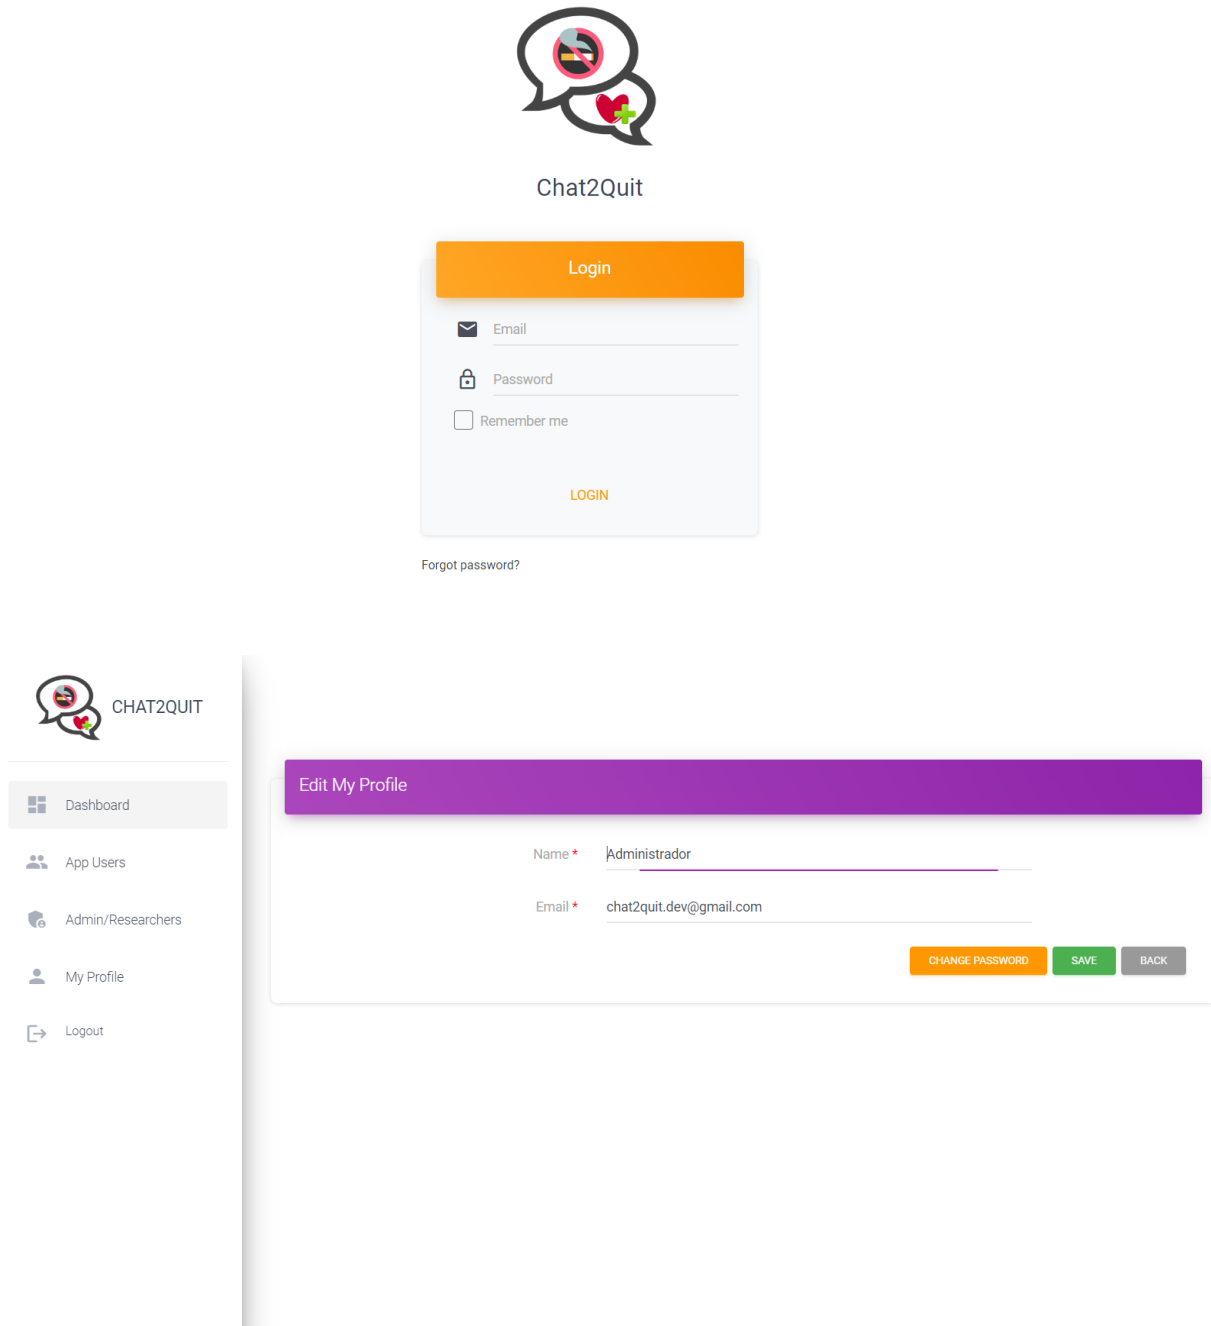 Chat2Quit
Login
Email
Password
Remember me
LOGIN
Forgot password?
CHAT2QUIT
Dashboard
App Users
Admin/Researchers
My Profile
Logout
Edit My Profile
Name * Administrador
Email * chat2quit.dev@gmail.com
CHANGE PASSWORD SAVE BACK